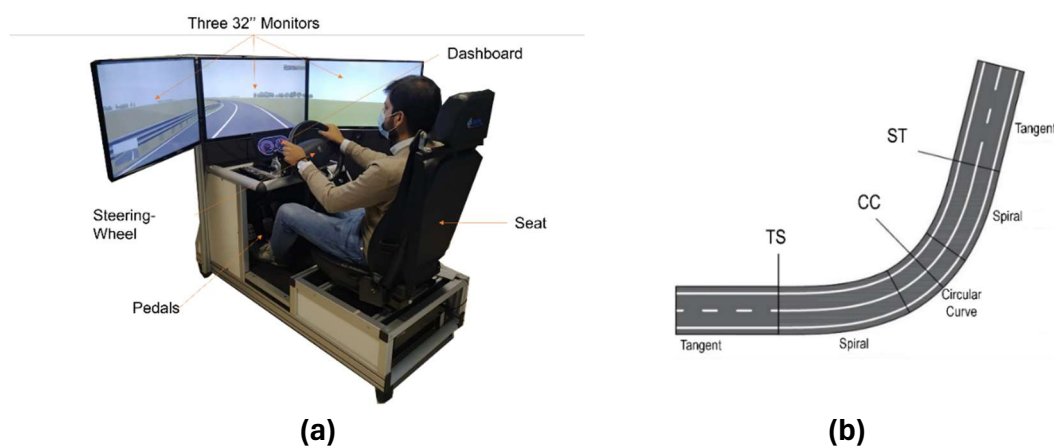 Three 32’’ Monitors
Dashboard
Steering-
Wheel
Seat
Pedals
(a)
Tangent
ST
CC
Spiral
TS
Circular
Curve
Tangent
Spiral
(b)